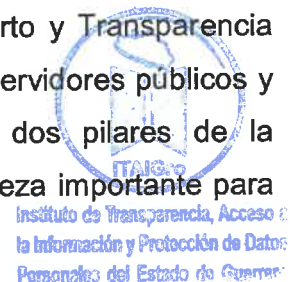 rto y Transparencia
ervidores públicos y
dos pilares de la
ITAIGro
eza importante para
Instituto de Transparencia, Acceso a
la Información y Protección de Datos
Personales del Estado de Guerrer